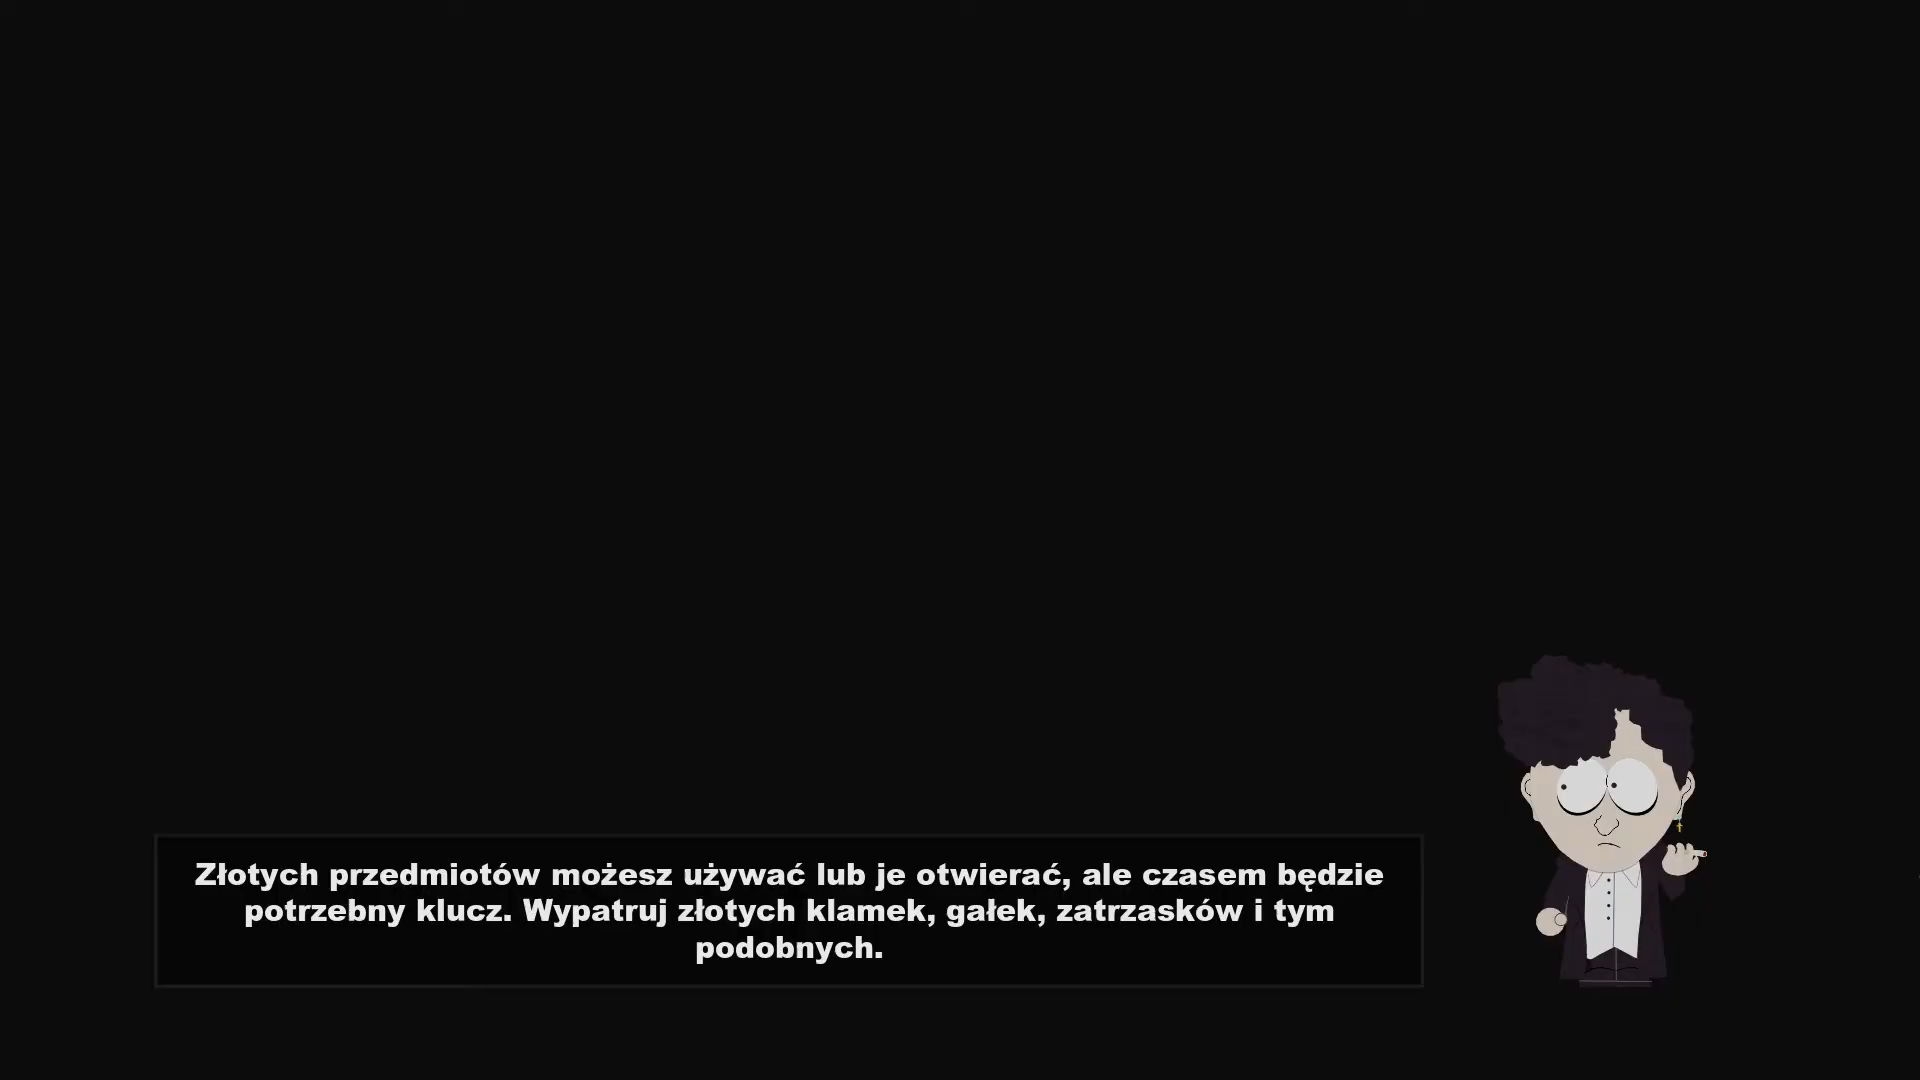 Złotych przedmiotów możesz używać lub je otwierać, ale czasem będzie
potrzebny klucz. Wypatruj złotych klamek, gałek, zatrzasków i tym
podobnych.